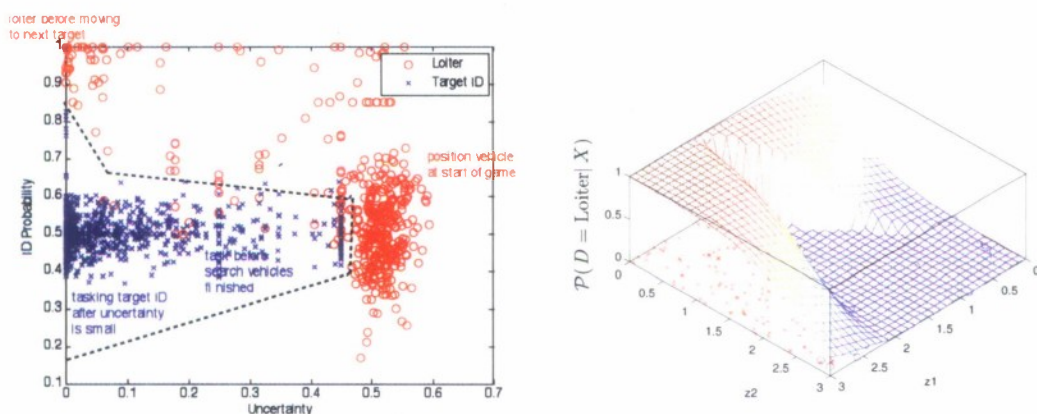 loiter before moving
to next target
1
0.9
0.8
0.7
0.6
0.5
0.4
0.3
0.2
0.1
ID Probability
Loiter
Target ID
position vehicle
at start of game
task before
search vehicles
fi nished
tasking target ID
after uncertainty
is small
0
0.1
0.2
0.3
0.4
0.5
0.6
0.7
Uncertainty
P(D = Loiter| X)
1
0.5
0
0
0.5
1
1.5
2
2.5
3
z2
3
2.5
2
1.5
1
0.5
0
z1